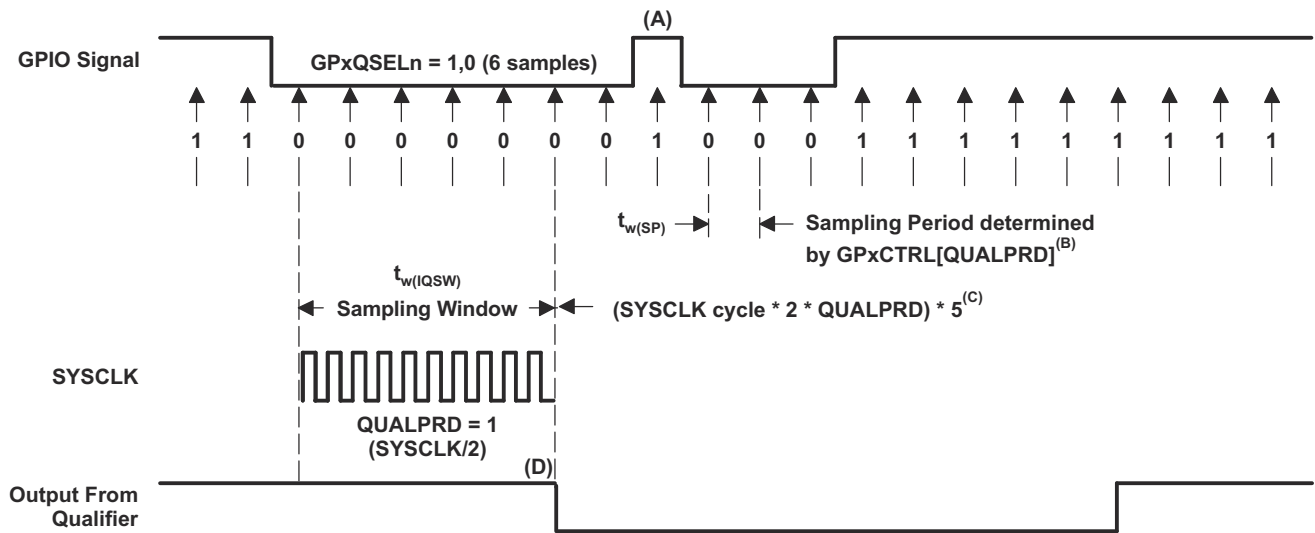 (A)
GPIO Signal
GPxQSELn = 1,0 (6 samples)
1 1 0 0 0 0 0 0 0 1 0 0 0 1 1 1 1 1 1 1 1 1
tw(SP)
Sampling Period determined
by GPxCTRL[QUALPRD](B)
tw(IQSW)
Sampling Window
(SYSCLK cycle * 2 * QUALPRD) * 5(C)
SYSCLK
QUALPRD = 1
(SYSCLK/2)
(D)
Output From
Qualifier